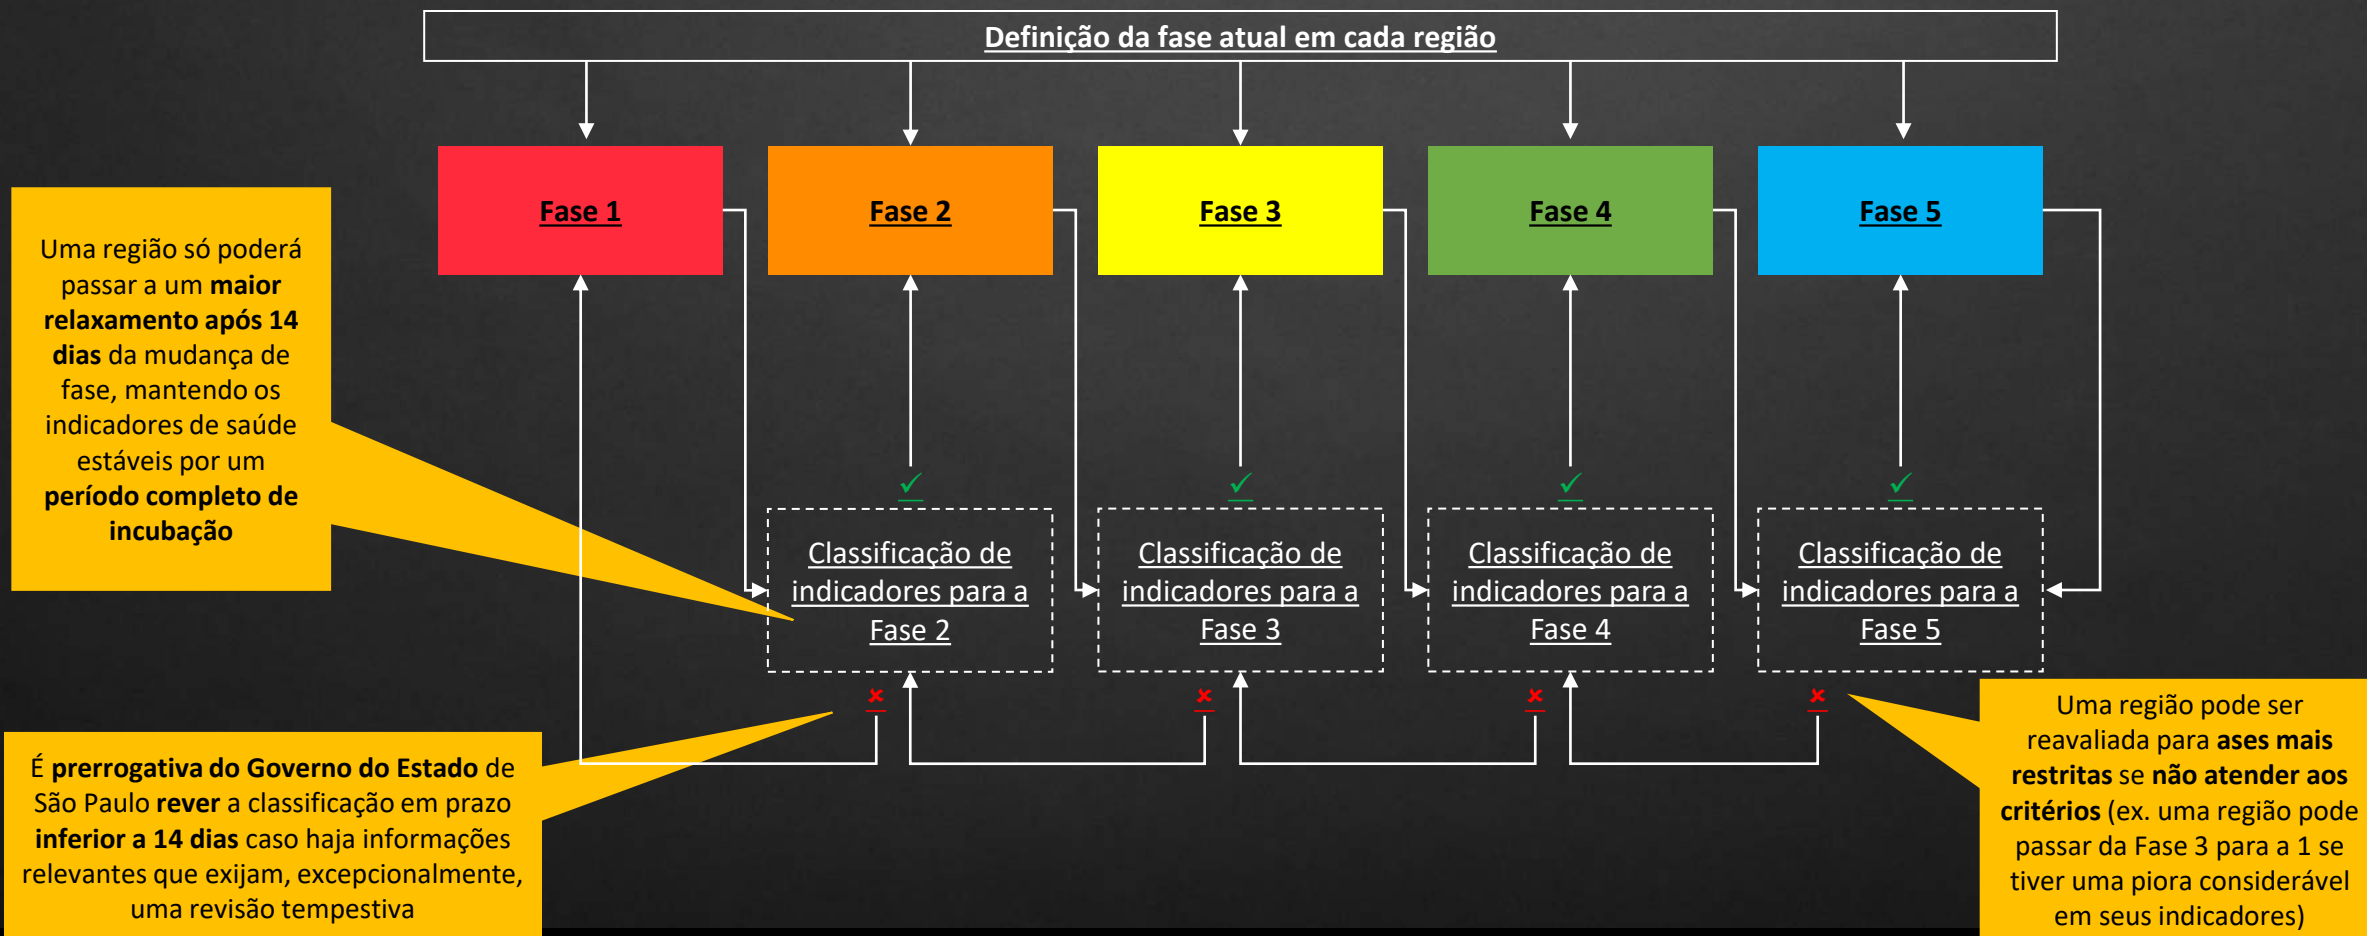 Definição da fase atual em cada região
Fase 1
Fase 2
Fase 3
Fase 4
Fase 5
Uma região só poderá
passar a um maior
relaxamento após 14
dias da mudança de
fase, mantendo os
indicadores de saúde
estáveis por um
período completo de
incubação
Classificação de
indicadores para a
Fase 2
Classificação de
indicadores para a
Fase 3
Classificação de
indicadores para a
Fase 4
Classificação de
indicadores para a
Fase 5
É prerrogativa do Governo do Estado de
São Paulo rever a classificação em prazo
inferior a 14 dias caso haja informações
relevantes que exijam, excepcionalmente,
uma revisão tempestiva
Uma região pode ser
reavaliada para ases mais
restritas se não atender aos
critérios (ex. uma região pode
passar da Fase 3 para a 1 se
tiver uma piora considerável
em seus indicadores)